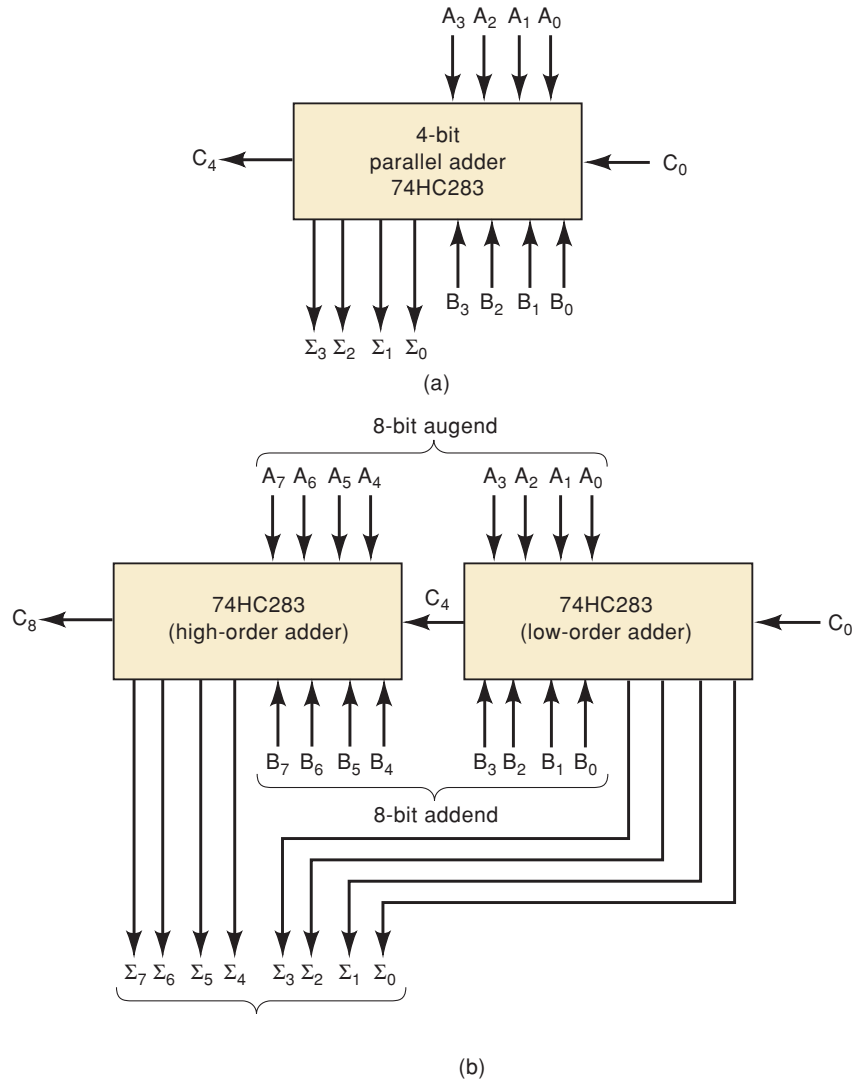 A₃ A₂ A₁ A₀
4-bit
parallel adder
74HC283
C₄
C₀
B₃ B₂ B₁ B₀
Σ₃ Σ₂ Σ₁ Σ₀
(a)
8-bit augend
A₇ A₆ A₅ A₄ A₃ A₂ A₁ A₀
C₈
74HC283
(high-order adder)
C₄
74HC283
(low-order adder)
C₀
B₇ B₆ B₅ B₄ B₃ B₂ B₁ B₀
8-bit addend
Σ₇ Σ₆ Σ₅ Σ₄ Σ₃ Σ₂ Σ₁ Σ₀
(b)